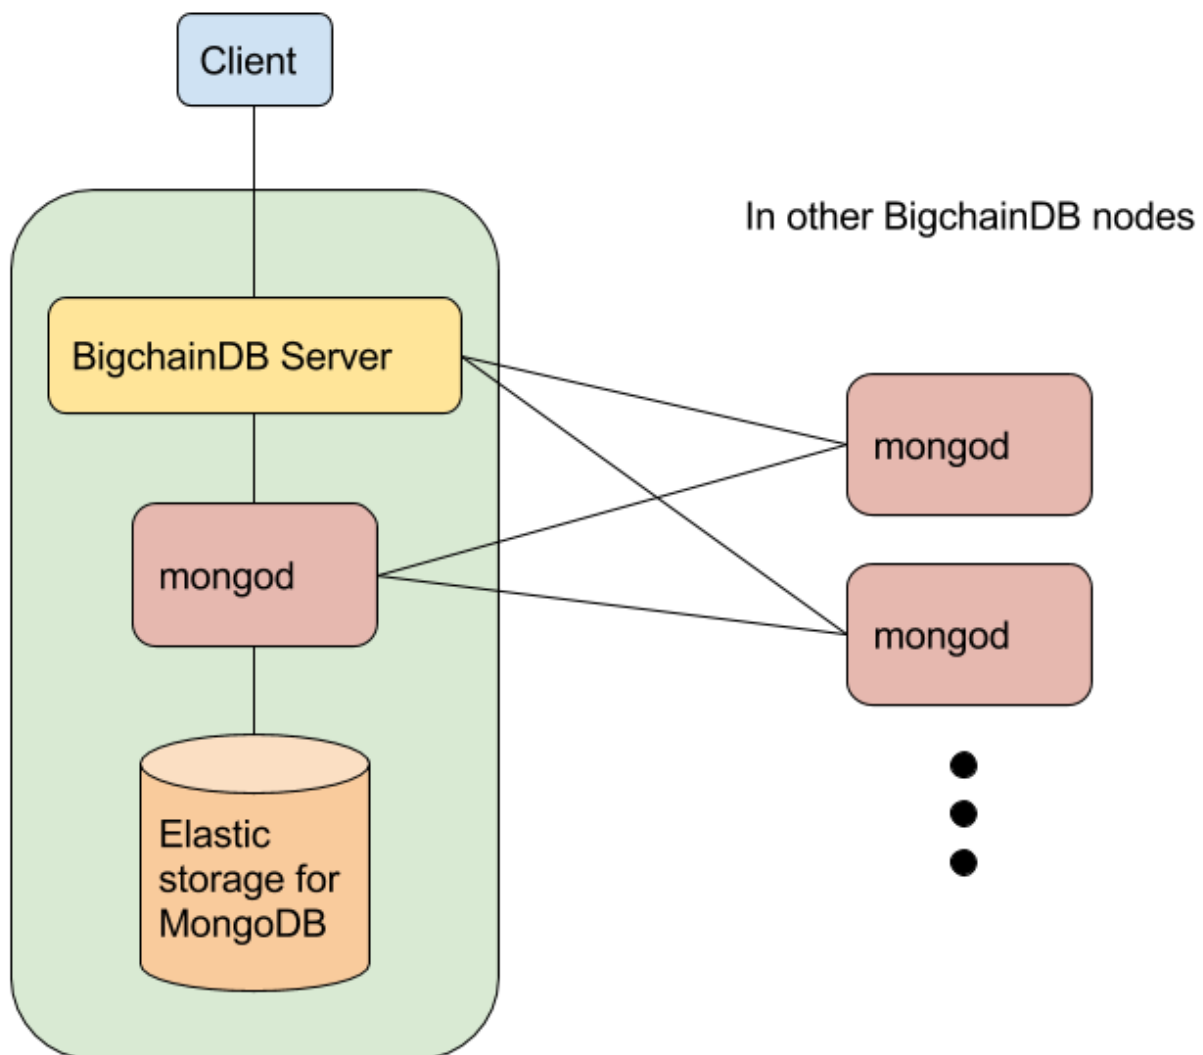 Client
In other BigchainDB nodes
BigchainDB Server
mongod
mongod
mongod
Elastic
storage for
MongoDB